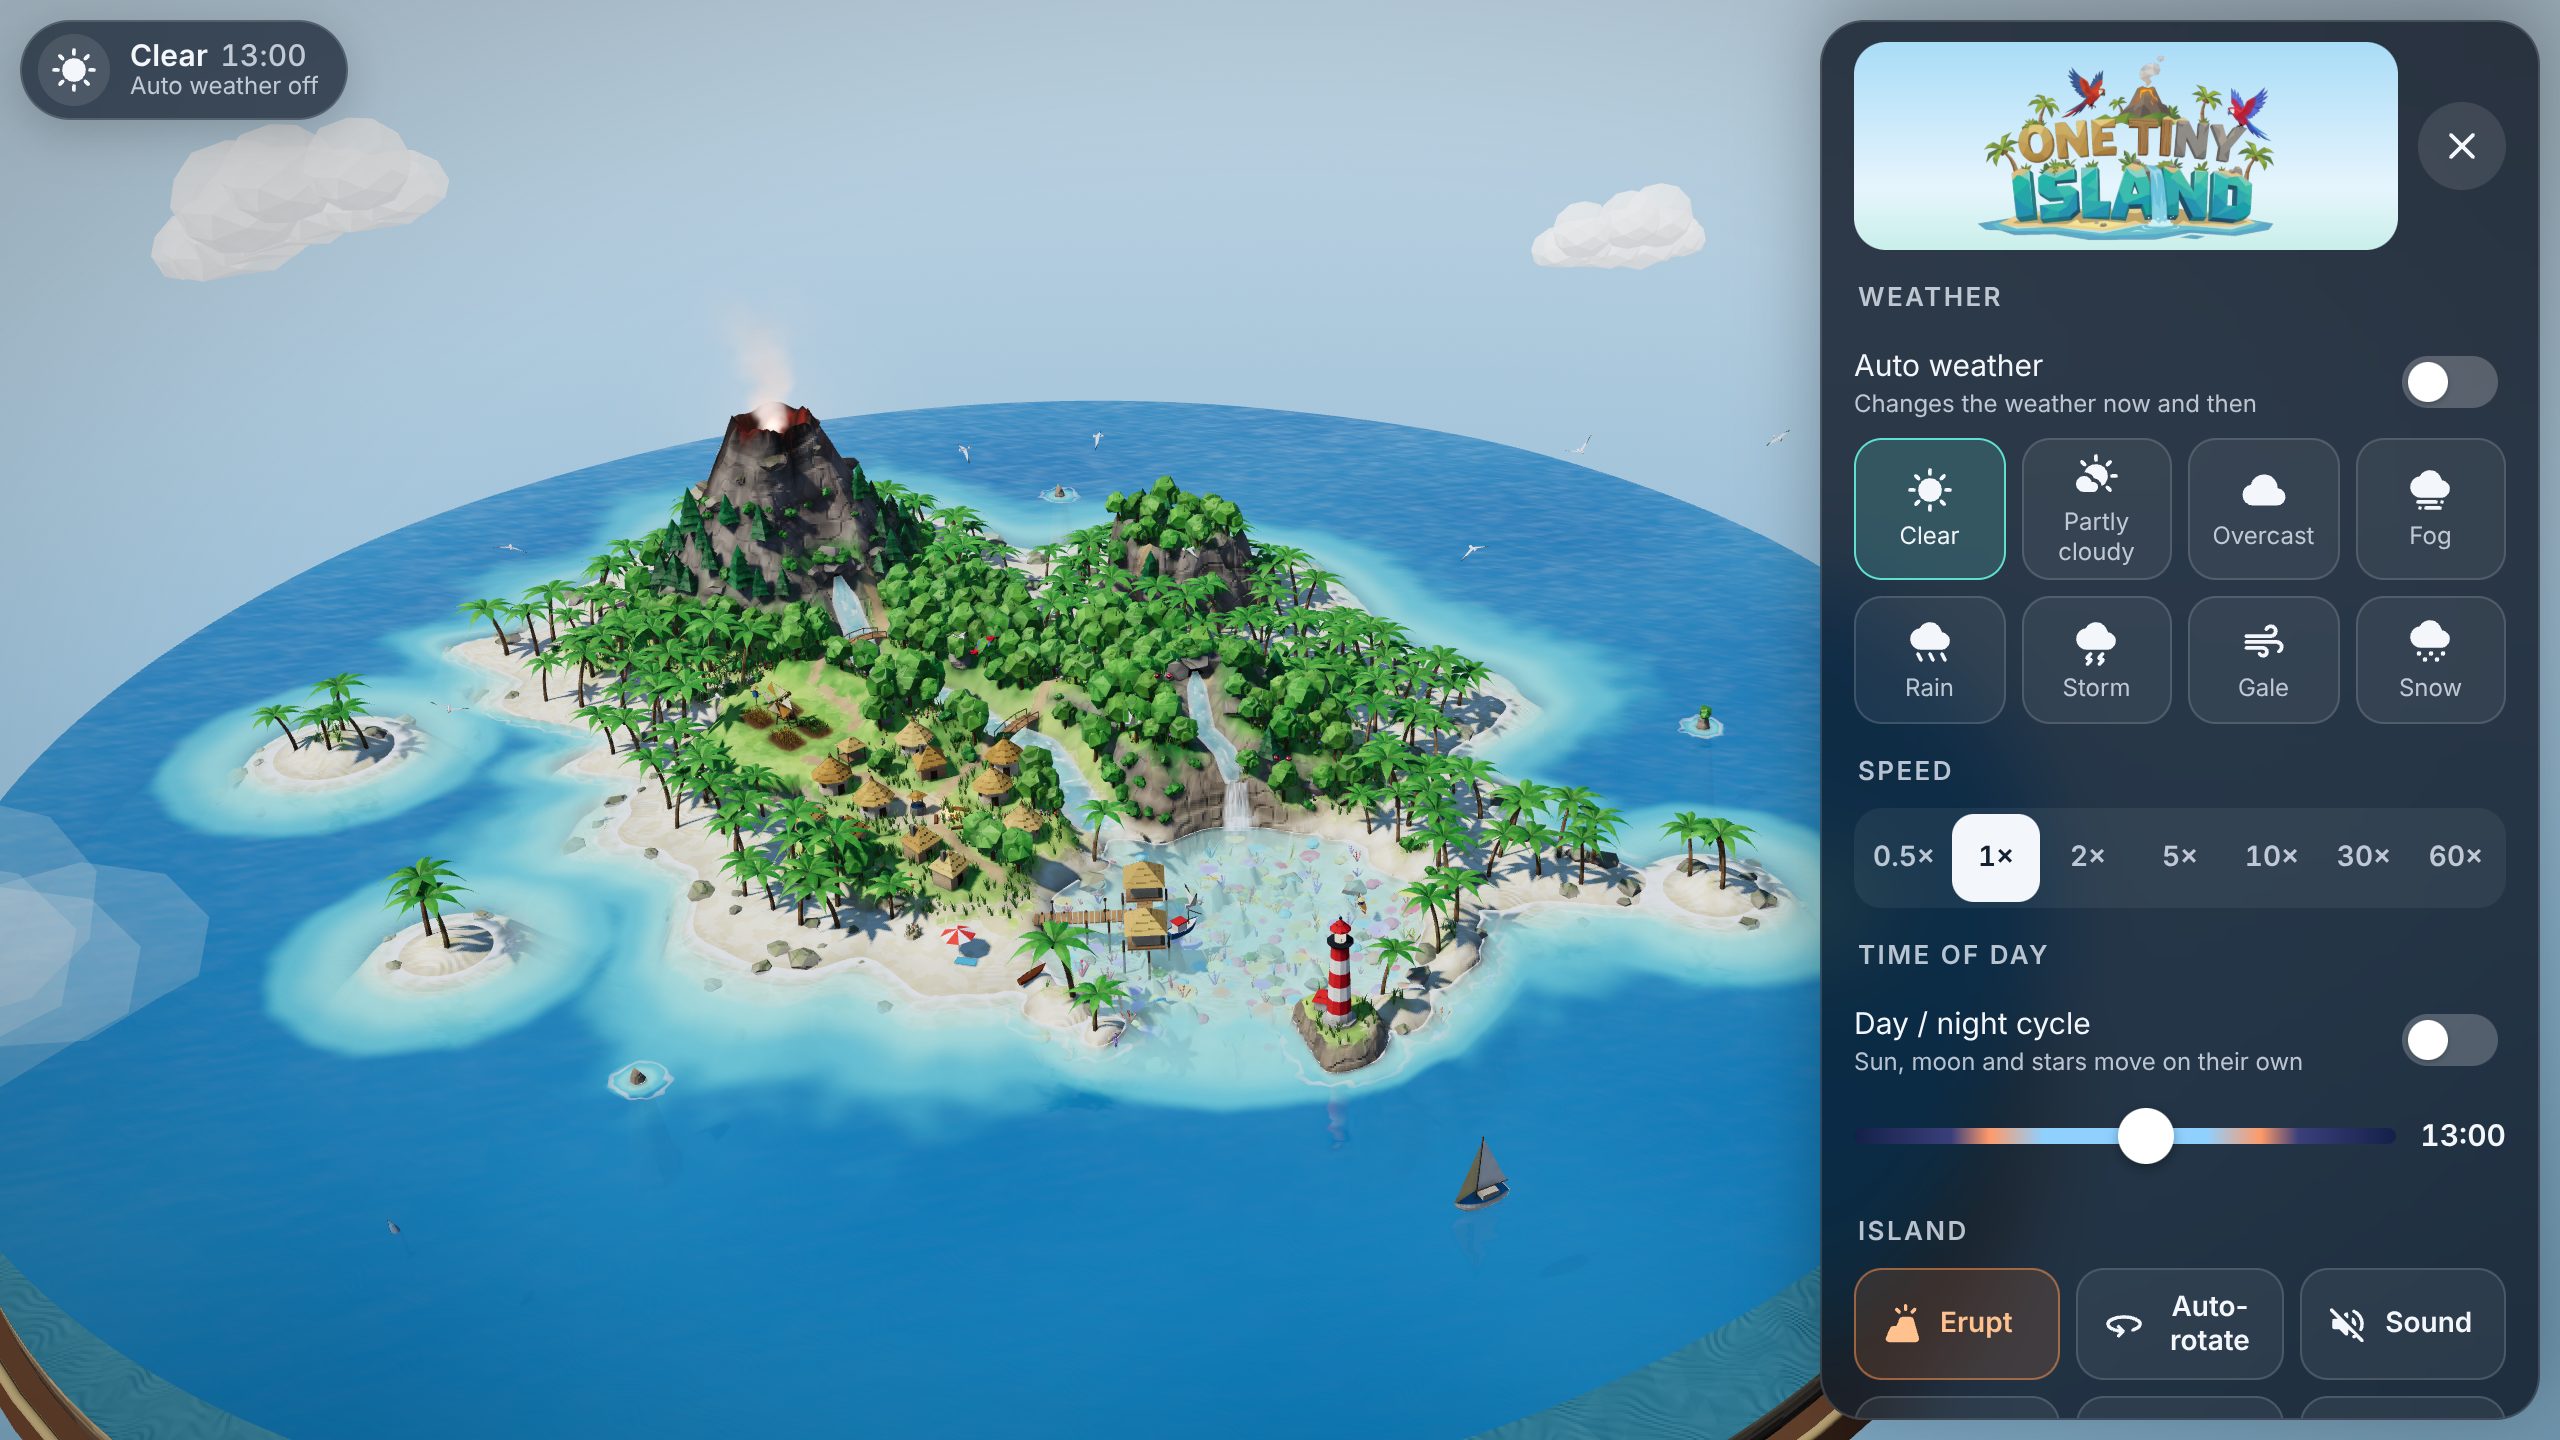 Clear 13:00
Auto weather off
ONE TINY
ISLAND
WEATHER
Auto weather
Changes the weather now and then
Clear
Partly
cloudy
Overcast
Fog
Rain
Storm
Gale
Snow
SPEED
0.5× 1× 2× 5× 10× 30× 60×
TIME OF DAY
Day / night cycle
Sun, moon and stars move on their own
13:00
ISLAND
Erupt
Auto-
rotate
Sound